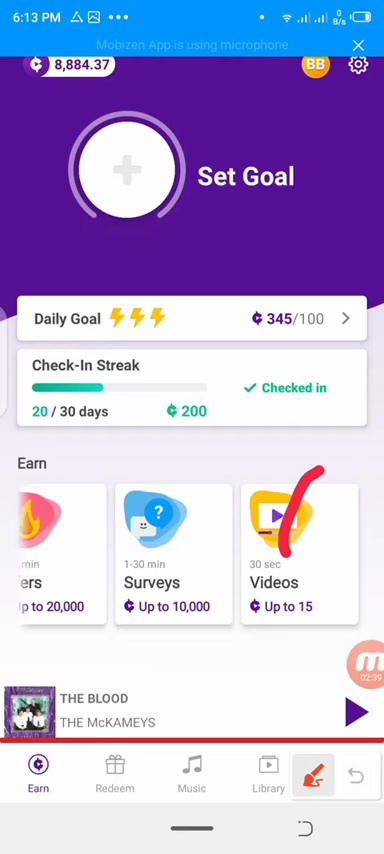 6:13 PM
0 B/s
Mobizen App is using microphone
8,884.37
BB
Set Goal
Daily Goal
345/100
Check-In Streak
Checked in
20 / 30 days
200
Earn
min
1-30 min
30 sec
ers
Surveys
Videos
p to 20,000
Up to 10,000
Up to 15
02:39
THE BLOOD
THE McKAMEYS
Earn
Redeem
Music
Library